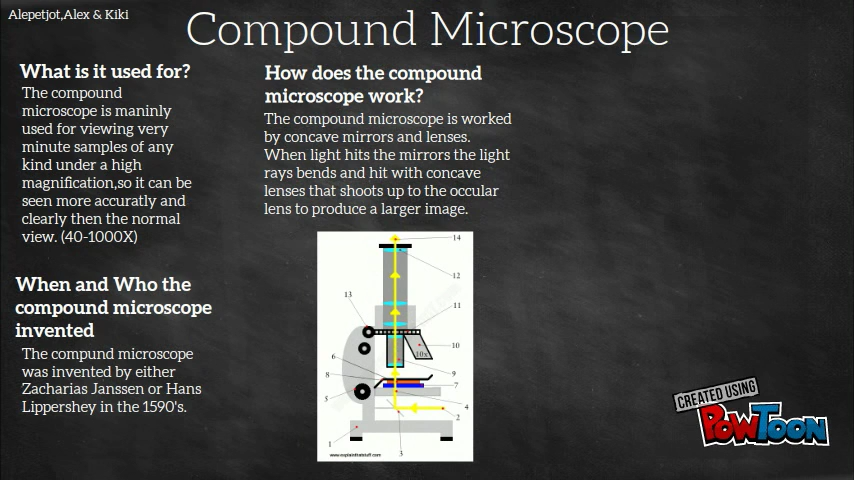 Alepetjot,Alex & Kiki
Compound Microscope
What is it used for?
The compound
microscope is maninly
used for viewing very
minute samples of any
kind under a high
magnification,so it can be
seen more accuratly and
clearly then the normal
view. (40-1000X)
When and Who the
compound microscope
invented
The compund microscope
was invented by either
Zacharias Janssen or Hans
Lippershey in the 1590's.
How does the compound
microscope work?
The compound microscope is worked
by concave mirrors and lenses.
When light hits the mirrors the light
rays bends and hit with concave
lenses that shoots up to the occular
lens to produce a larger image.
14
12
13
11
10
10x
6
9
8
7
5
4
2
1
3
www.explainthatstuff.com
CREATED USING
POWTOON